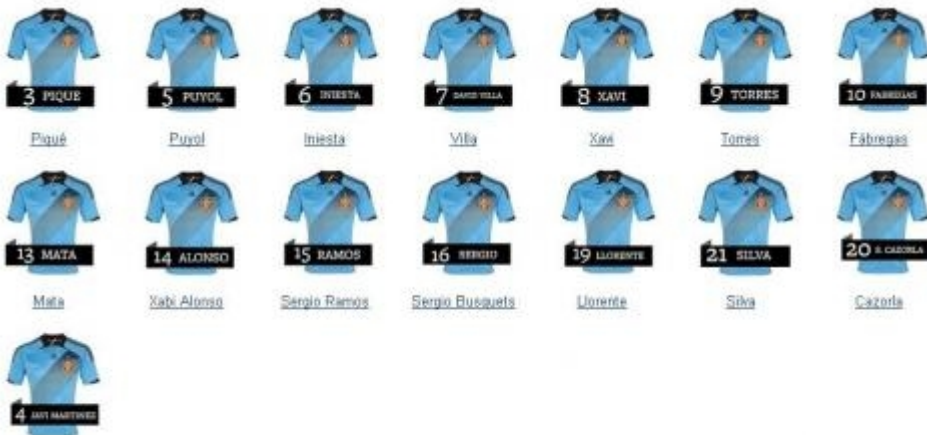 3 PIQUE
5 PUYOL
6 INIESTA
7 DAVID VILLA
8 XAVI
9 TORRES
10 FABREGAS
Piqué
Puyol
Iniesta
Villa
Xavi
Torres
Fábregas
13 MATA
14 ALONSO
15 RAMOS
16 SERGIO
19 LLORENTE
21 SILVA
20 S. CAZORLA
Mata
Xabi Alonso
Sergio Ramos
Sergio Busquets
Llorente
Silva
Cazorla
4 JAVI MARTINEZ